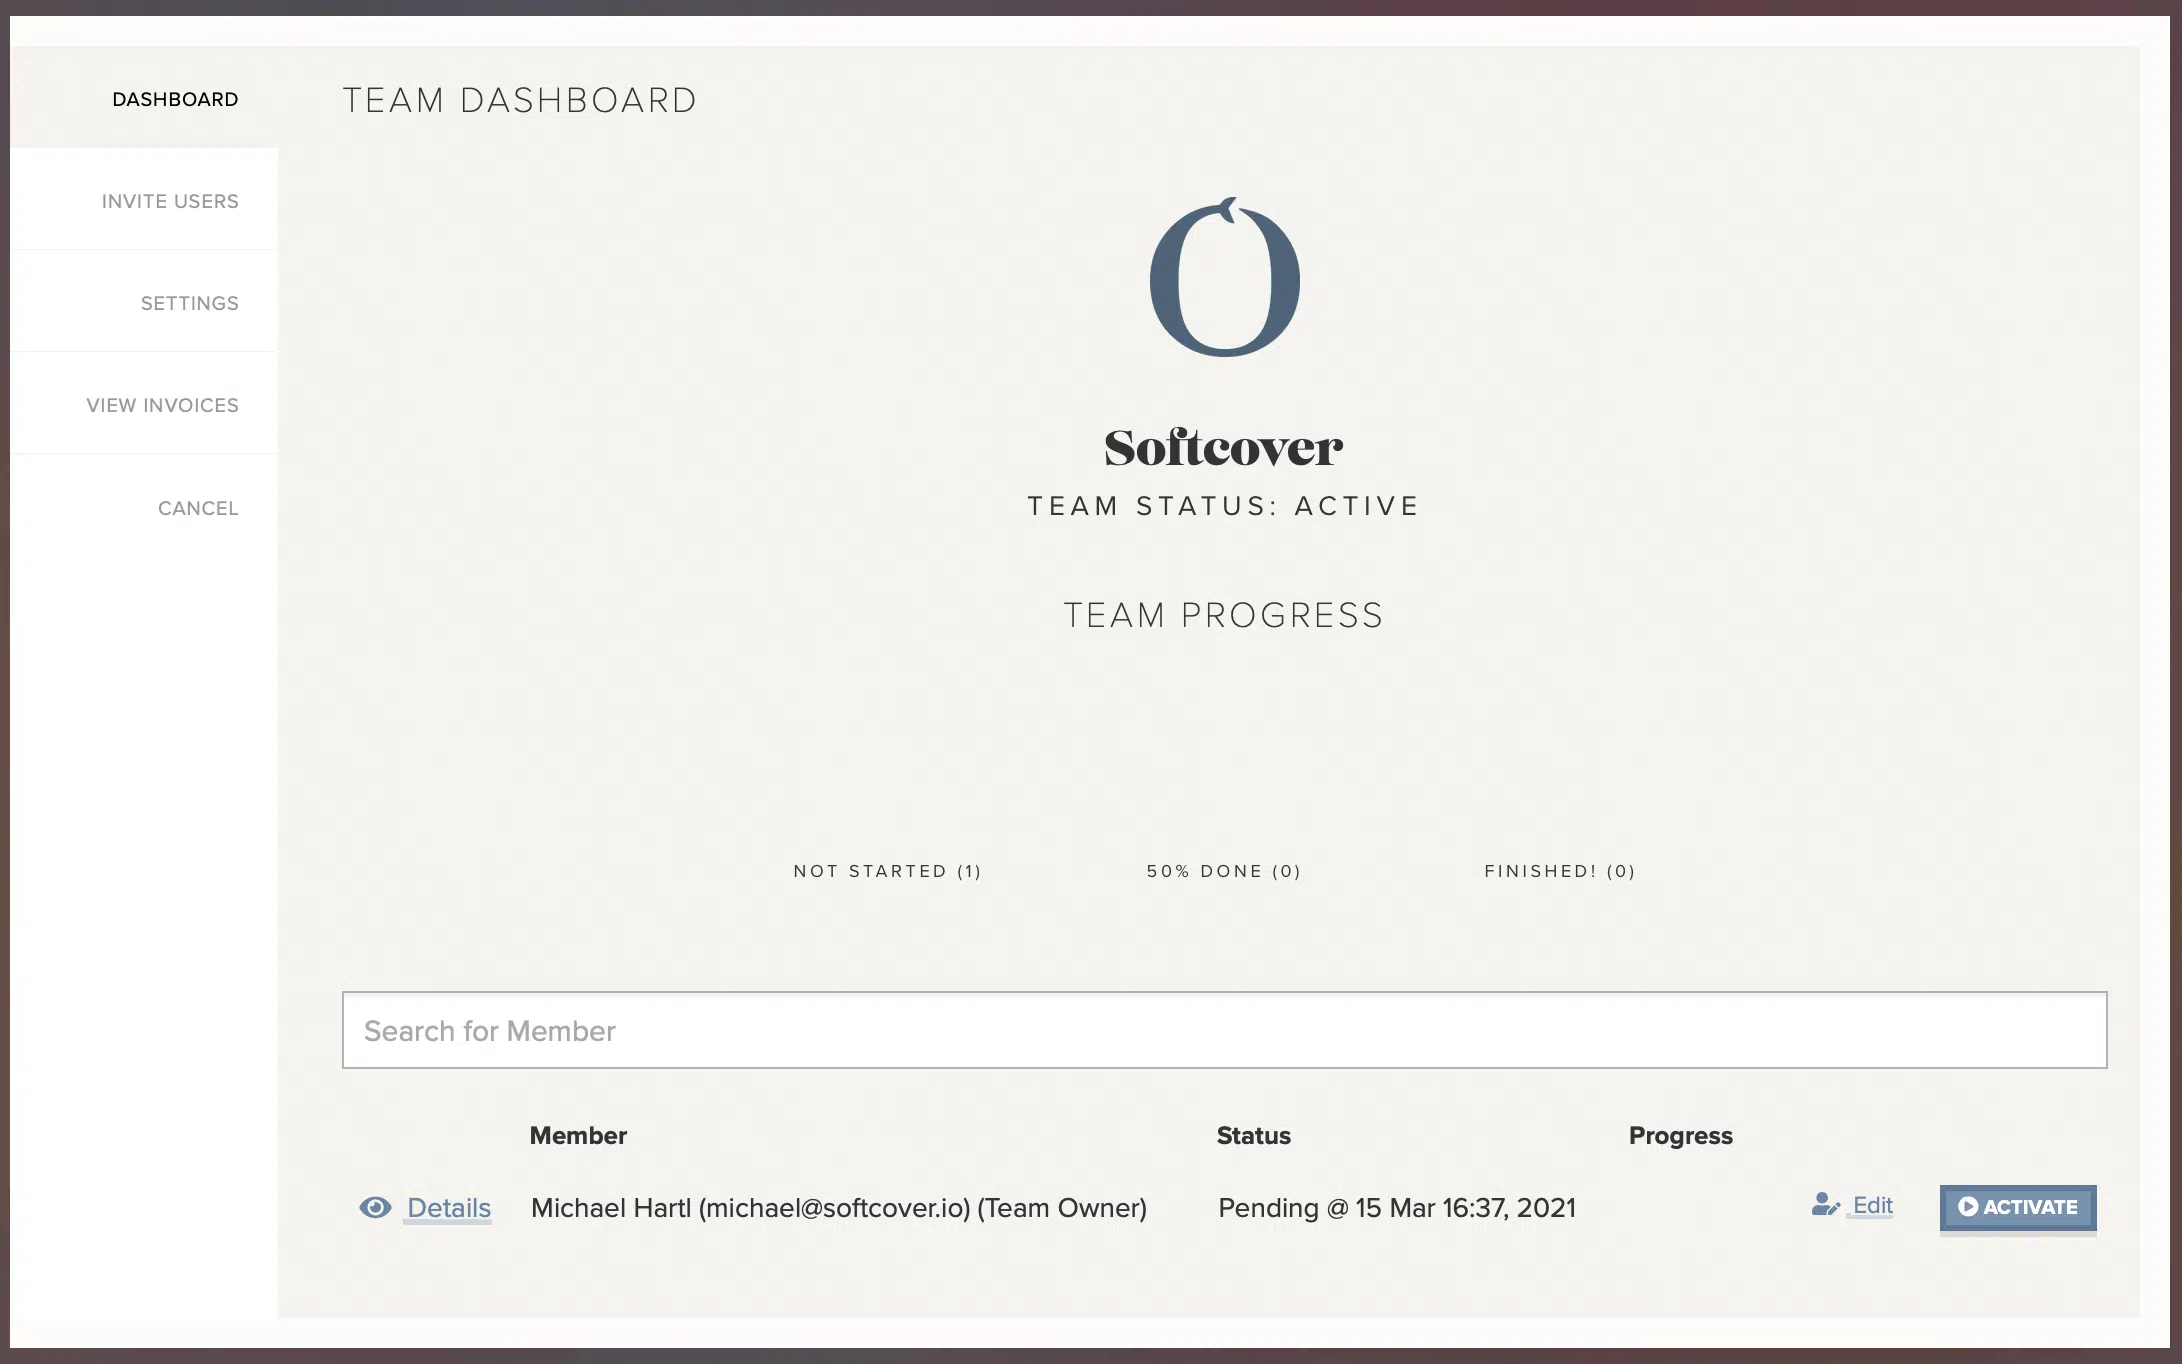 DASHBOARD
INVITE USERS
SETTINGS
VIEW INVOICES
CANCEL
TEAM DASHBOARD
Softcover
TEAM STATUS: ACTIVE
TEAM PROGRESS
NOT STARTED (1) 50% DONE (0) FINISHED! (0)
Search for Member
Member Status Progress
Details Michael Hartl (michael@softcover.io) (Team Owner) Pending @ 15 Mar 16:37, 2021 Edit ACTIVATE